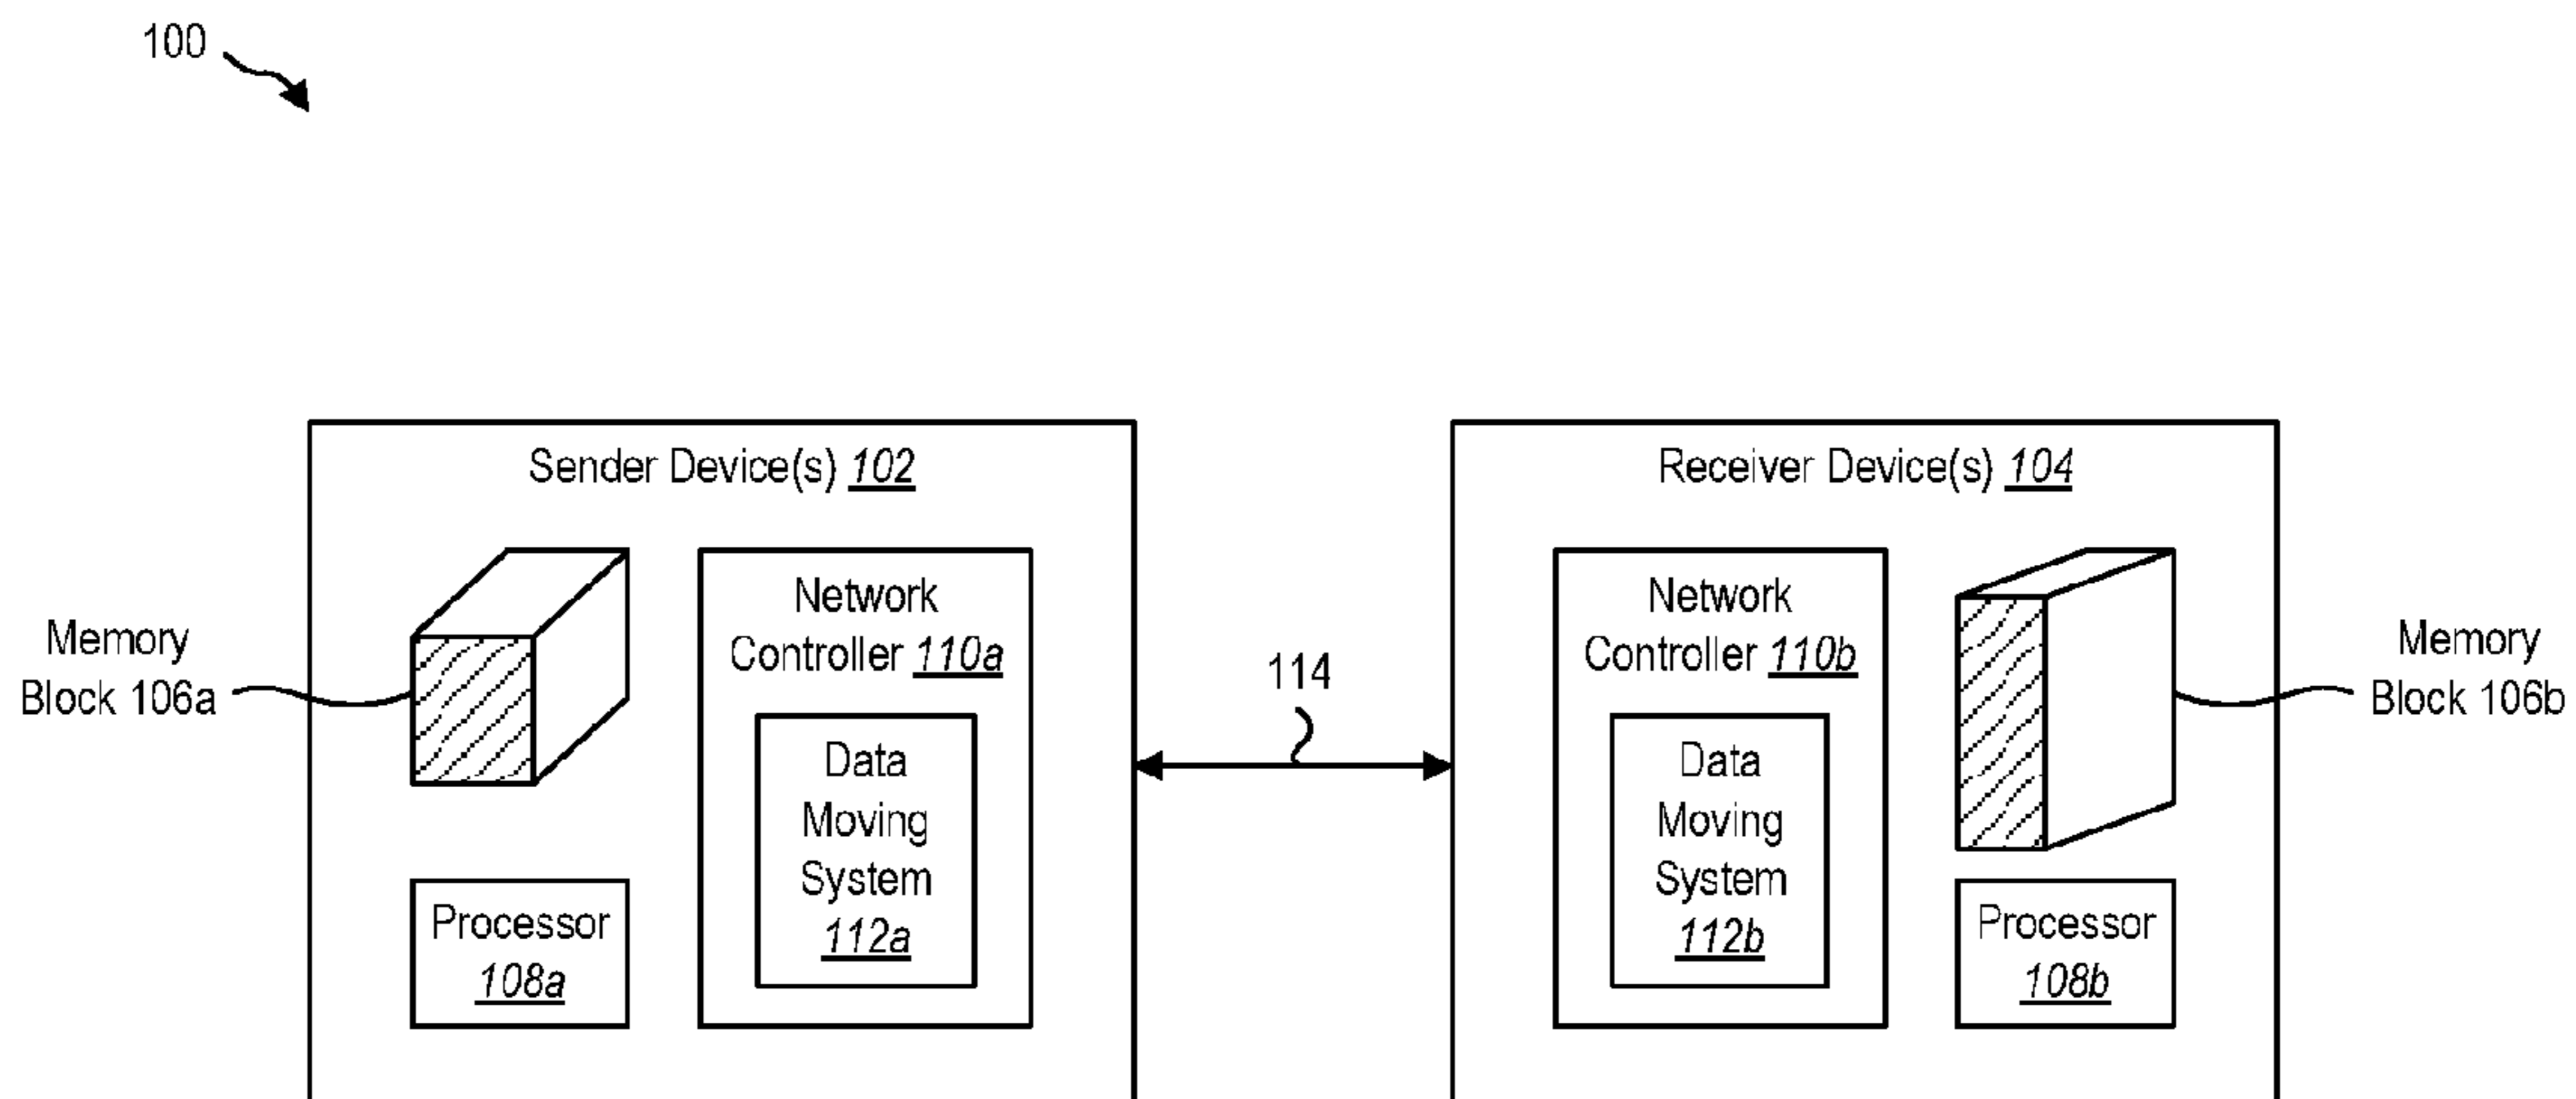 100
Sender Device(s) 102
Memory
Block 106a
Network
Controller 110a
Data
Moving
System
112a
Processor
108a
114
Receiver Device(s) 104
Network
Controller 110b
Data
Moving
System
112b
Memory
Block 106b
Processor
108b